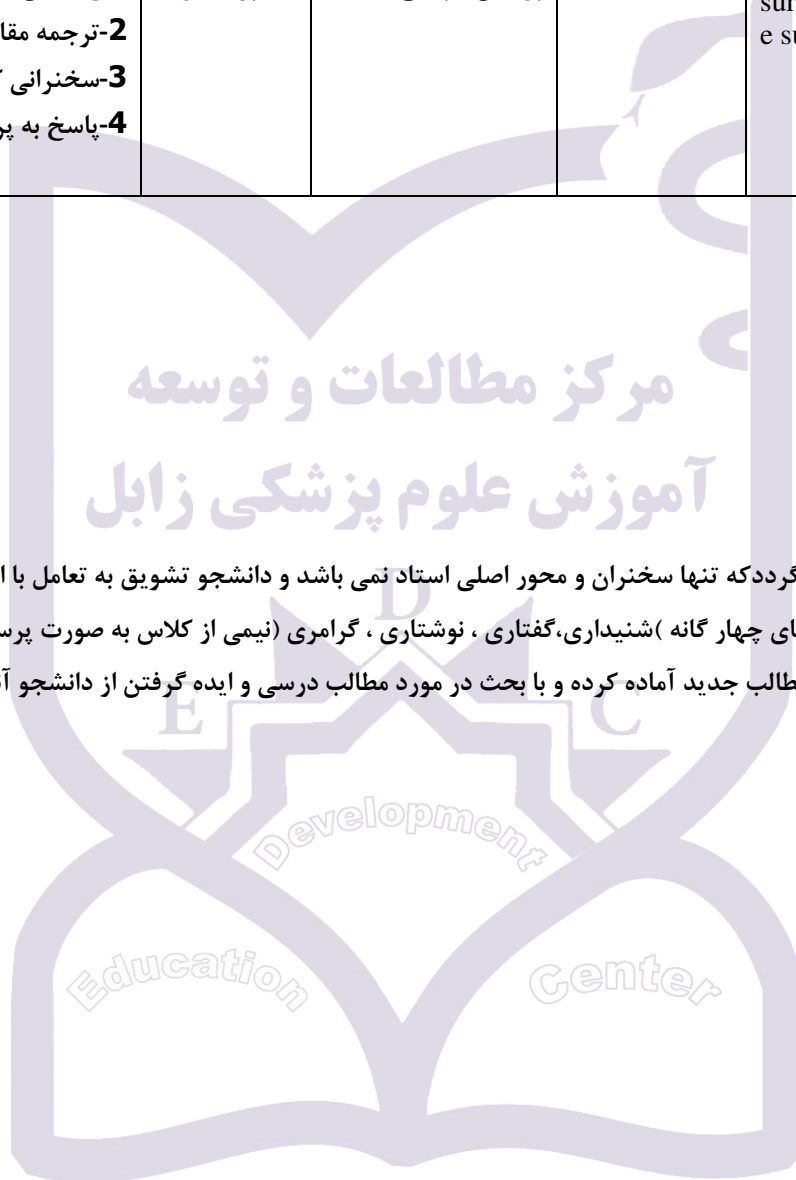 sur
e su
2-ترجمه مقا
3-سخنرانی
4-پاسخ به پر
مرکز مطالعات و توسعه
آموزش علوم پزشکی زابل
گرددکه تنها سخنران و محور اصلی استاد نمی باشد و دانشجو تشویق به تعامل با ا
ای چهار گانه )شنیداری،گفتاری ، نوشتاری ، گرامری (نیمی از کلاس به صورت پرس
طالب جدید آماده کرده و با بحث در مورد مطالب درسی و ایده گرفتن از دانشجو آن
E D C
Development
Education Center